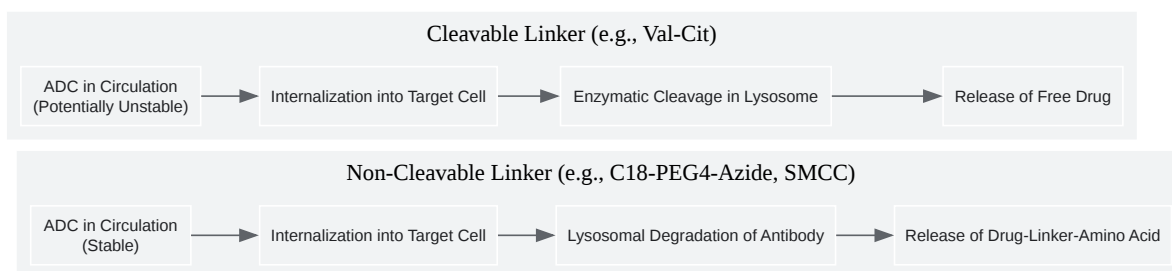 Cleavable Linker (e.g., Val-Cit)
ADC in Circulation
(Potentially Unstable)
Internalization into Target Cell
Enzymatic Cleavage in Lysosome
Release of Free Drug
Non-Cleavable Linker (e.g., C18-PEG4-Azide, SMCC)
ADC in Circulation
(Stable)
Internalization into Target Cell
Lysosomal Degradation of Antibody
Release of Drug-Linker-Amino Acid